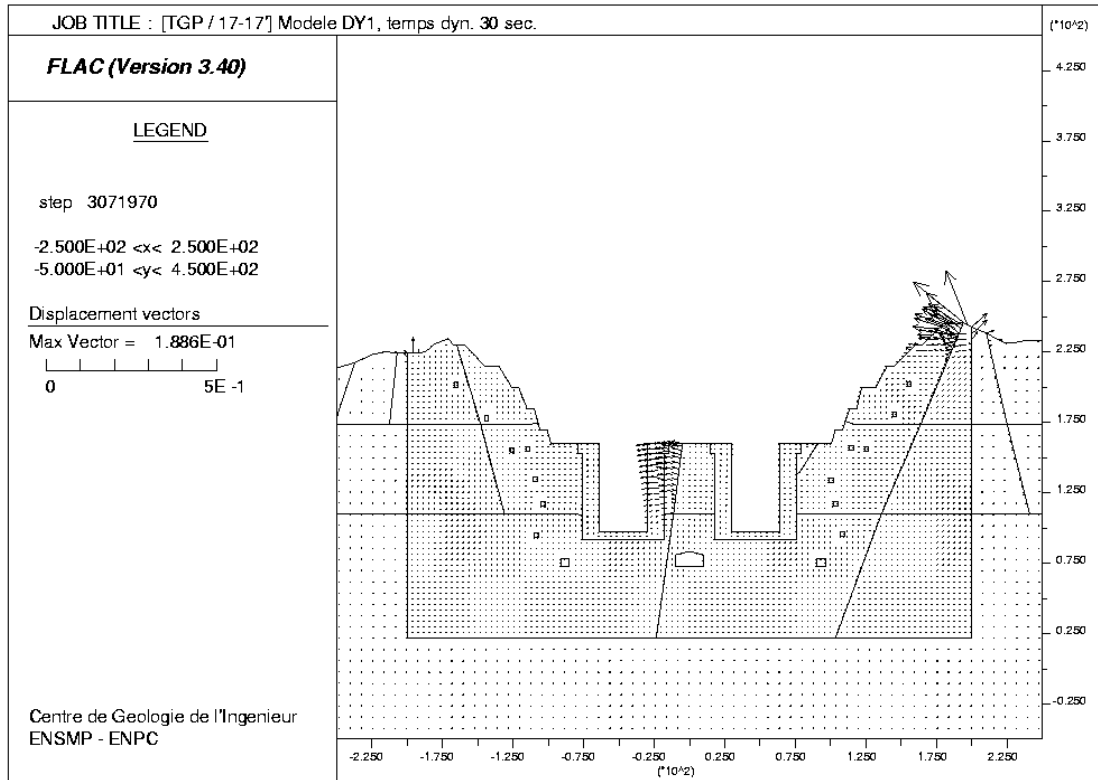 JOB TITLE : [TGP / 17-17'] Modele DY1, temps dyn. 30 sec.
(*10^2)
FLAC (Version 3.40)
LEGEND
step 3071970
-2.500E+02 <x< 2.500E+02
-5.000E+01 <y< 4.500E+02
Displacement vectors
Max Vector = 1.886E-01
0 5E -1
Centre de Geologie de l'Ingenieur
ENSMP - ENPC
4.250
3.750
3.250
2.750
2.250
1.750
1.250
0.750
0.250
-0.250
-2.250 -1.750 -1.250 -0.750 -0.250 0.250 0.750 1.250 1.750 2.250
(*10^2)